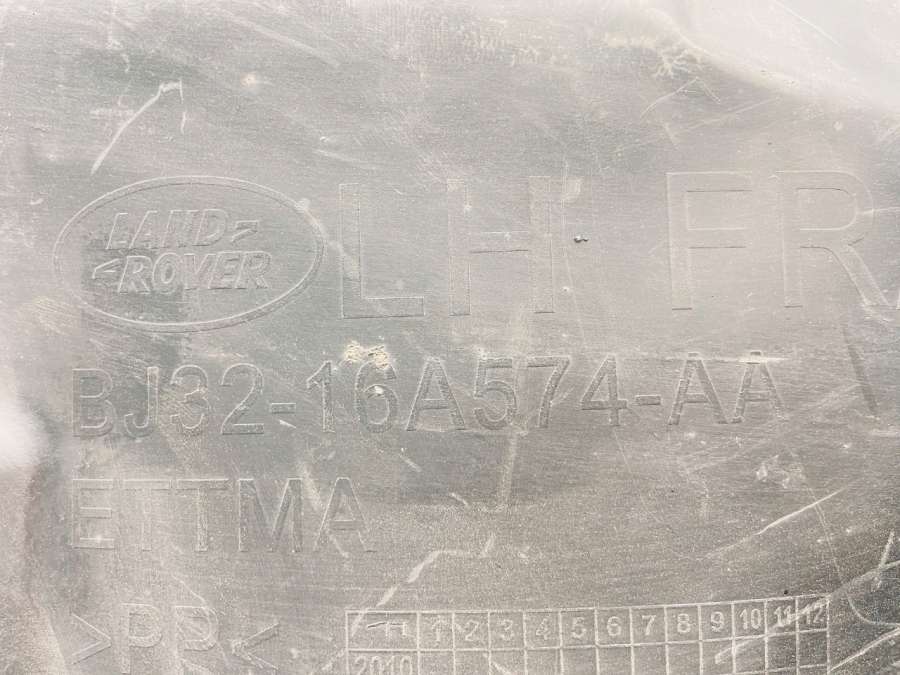 LAND
ROVER
LH FR
BJ32-16A574-AA
ETTMA
>PP<
1 2 3 4 5 6 7 8 9 10 11 12
2010